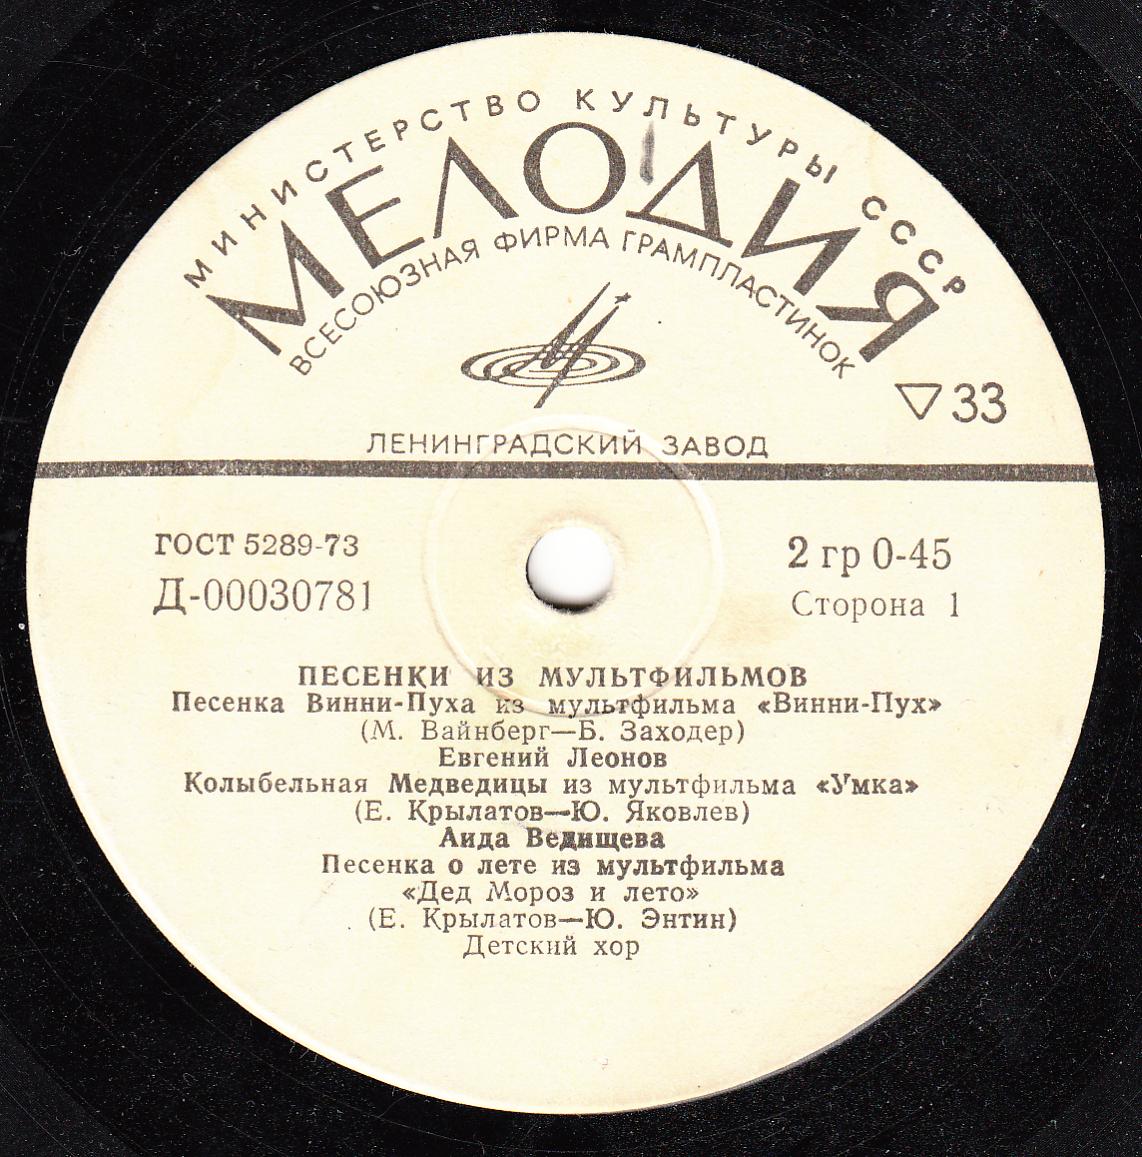 МИНИСТЕРСТВО КУЛЬТУРЫ СССР
МЕЛОДИЯ
ВСЕСОЮЗНАЯ ФИРМА ГРАМПЛАСТИНОК
33
ЛЕНИНГРАДСКИЙ ЗАВОД
ГОСТ 5289-73
2 гр 0-45
Д-00030781
Сторона 1
ПЕСЕНКИ ИЗ МУЛЬТФИЛЬМОВ
Песенка Винни-Пуха из мультфильма «Винни-Пух»
(М. Вайнберг—Б. Заходер)
Евгений Леонов
Колыбельная Медведицы из мультфильма «Умка»
(Е. Крылатов—Ю. Яковлев)
Аида Ведищева
Песенка о лете из мультфильма
«Дед Мороз и лето»
(Е. Крылатов—Ю. Энтин)
Детский хор